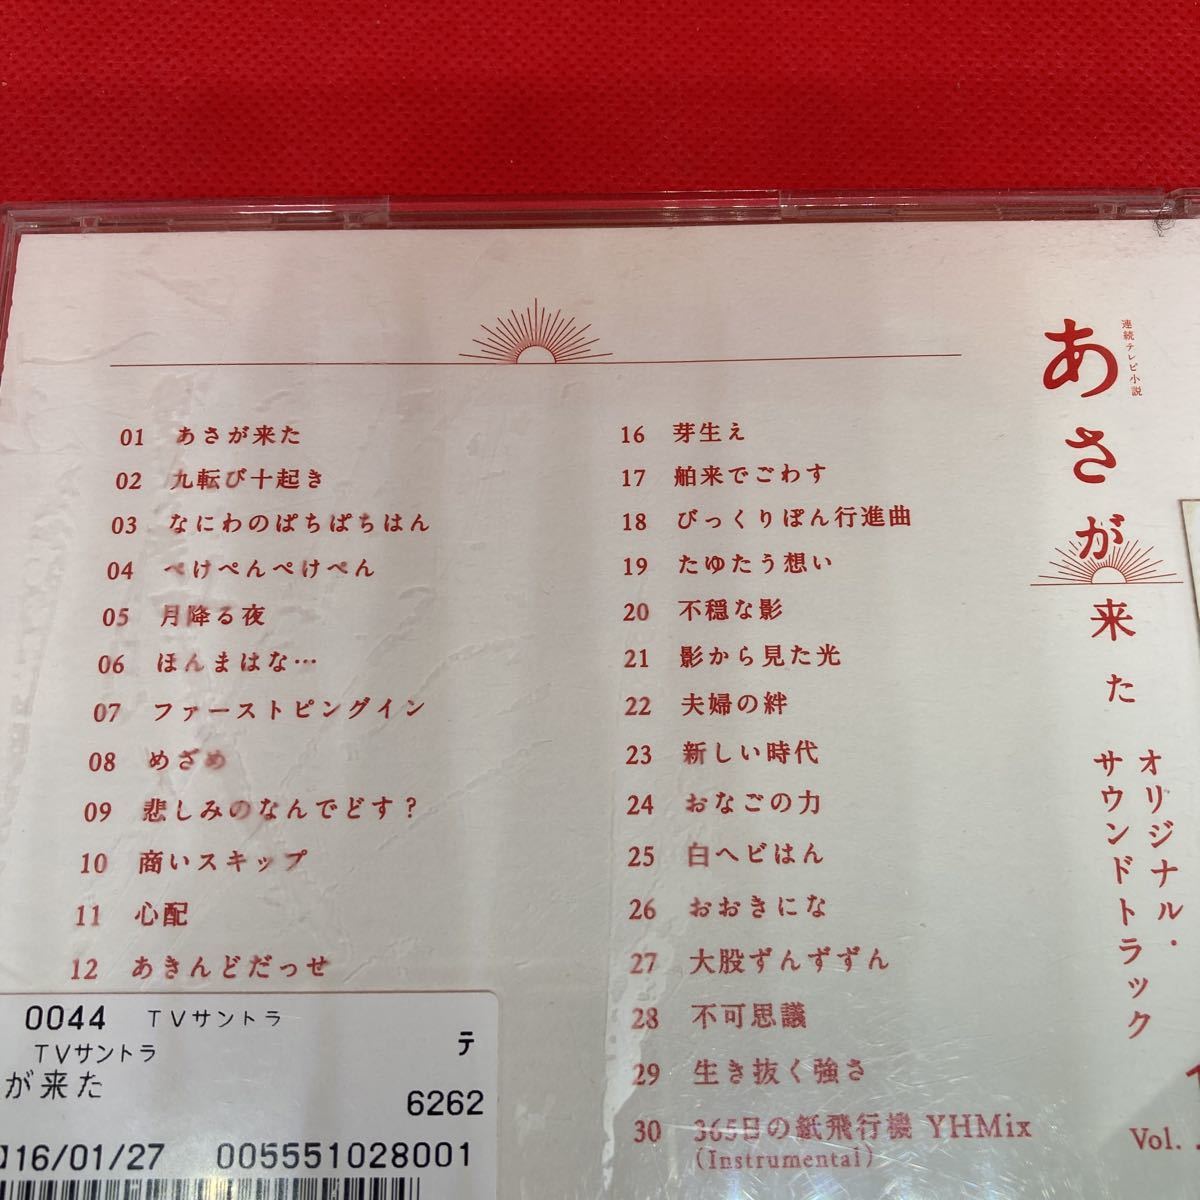 連続テレビ小説
あさが来た
オリジナル・
サウンドトラック
Vol.
01 あさが来た
02 九転び十起き
03 なにわのぱちぱちはん
04 ぺけぺんぺけぺん
05 月降る夜
06 ほんまはな…
07 ファーストピングイン
08 めざめ
09 悲しみのなんでどす？
10 商いスキップ
11 心配
12 あきんどだっせ
16 芽生え
17 舶来でごわす
18 びっくりぽん行進曲
19 たゆたう想い
20 不穏な影
21 影から見た光
22 夫婦の絆
23 新しい時代
24 おなごの力
25 白ヘビはん
26 おおきにな
27 大股ずんずずん
28 不可思議
29 生き抜く強さ
30 365日の紙飛行機 YHMix
(Instrumental)
0044 TVサントラ
TVサントラ テ
が来た
6262
16/01/27 005551028001